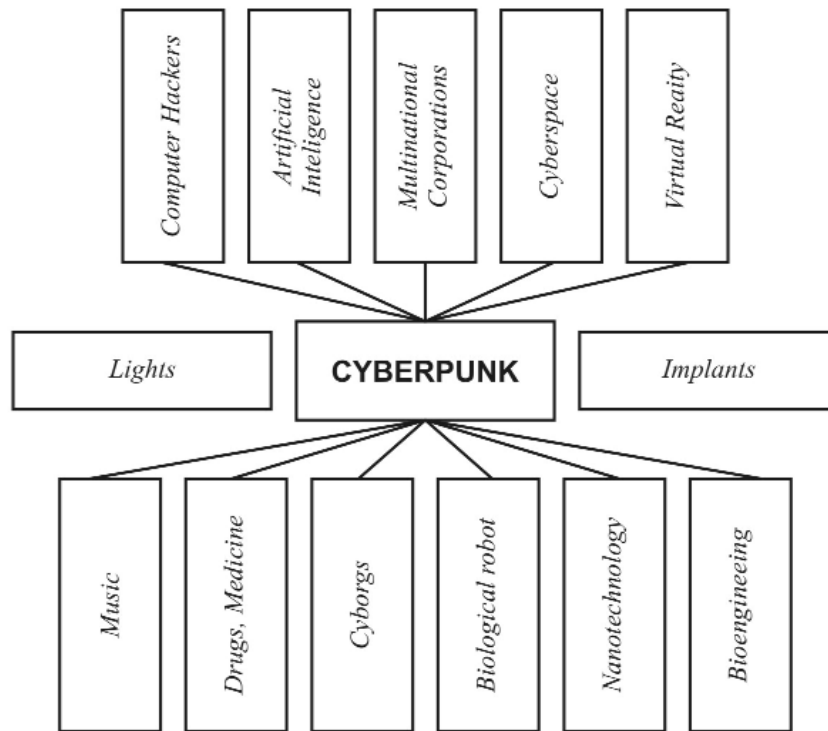 Computer Hackers
Artificial
Inteligence
Multinational
Corporations
Cyberspace
Virtual Reaity
Lights
CYBERPUNK
Implants
Music
Drugs, Medicine
Cyborgs
Biological robot
Nanotechnology
Bioengineeing